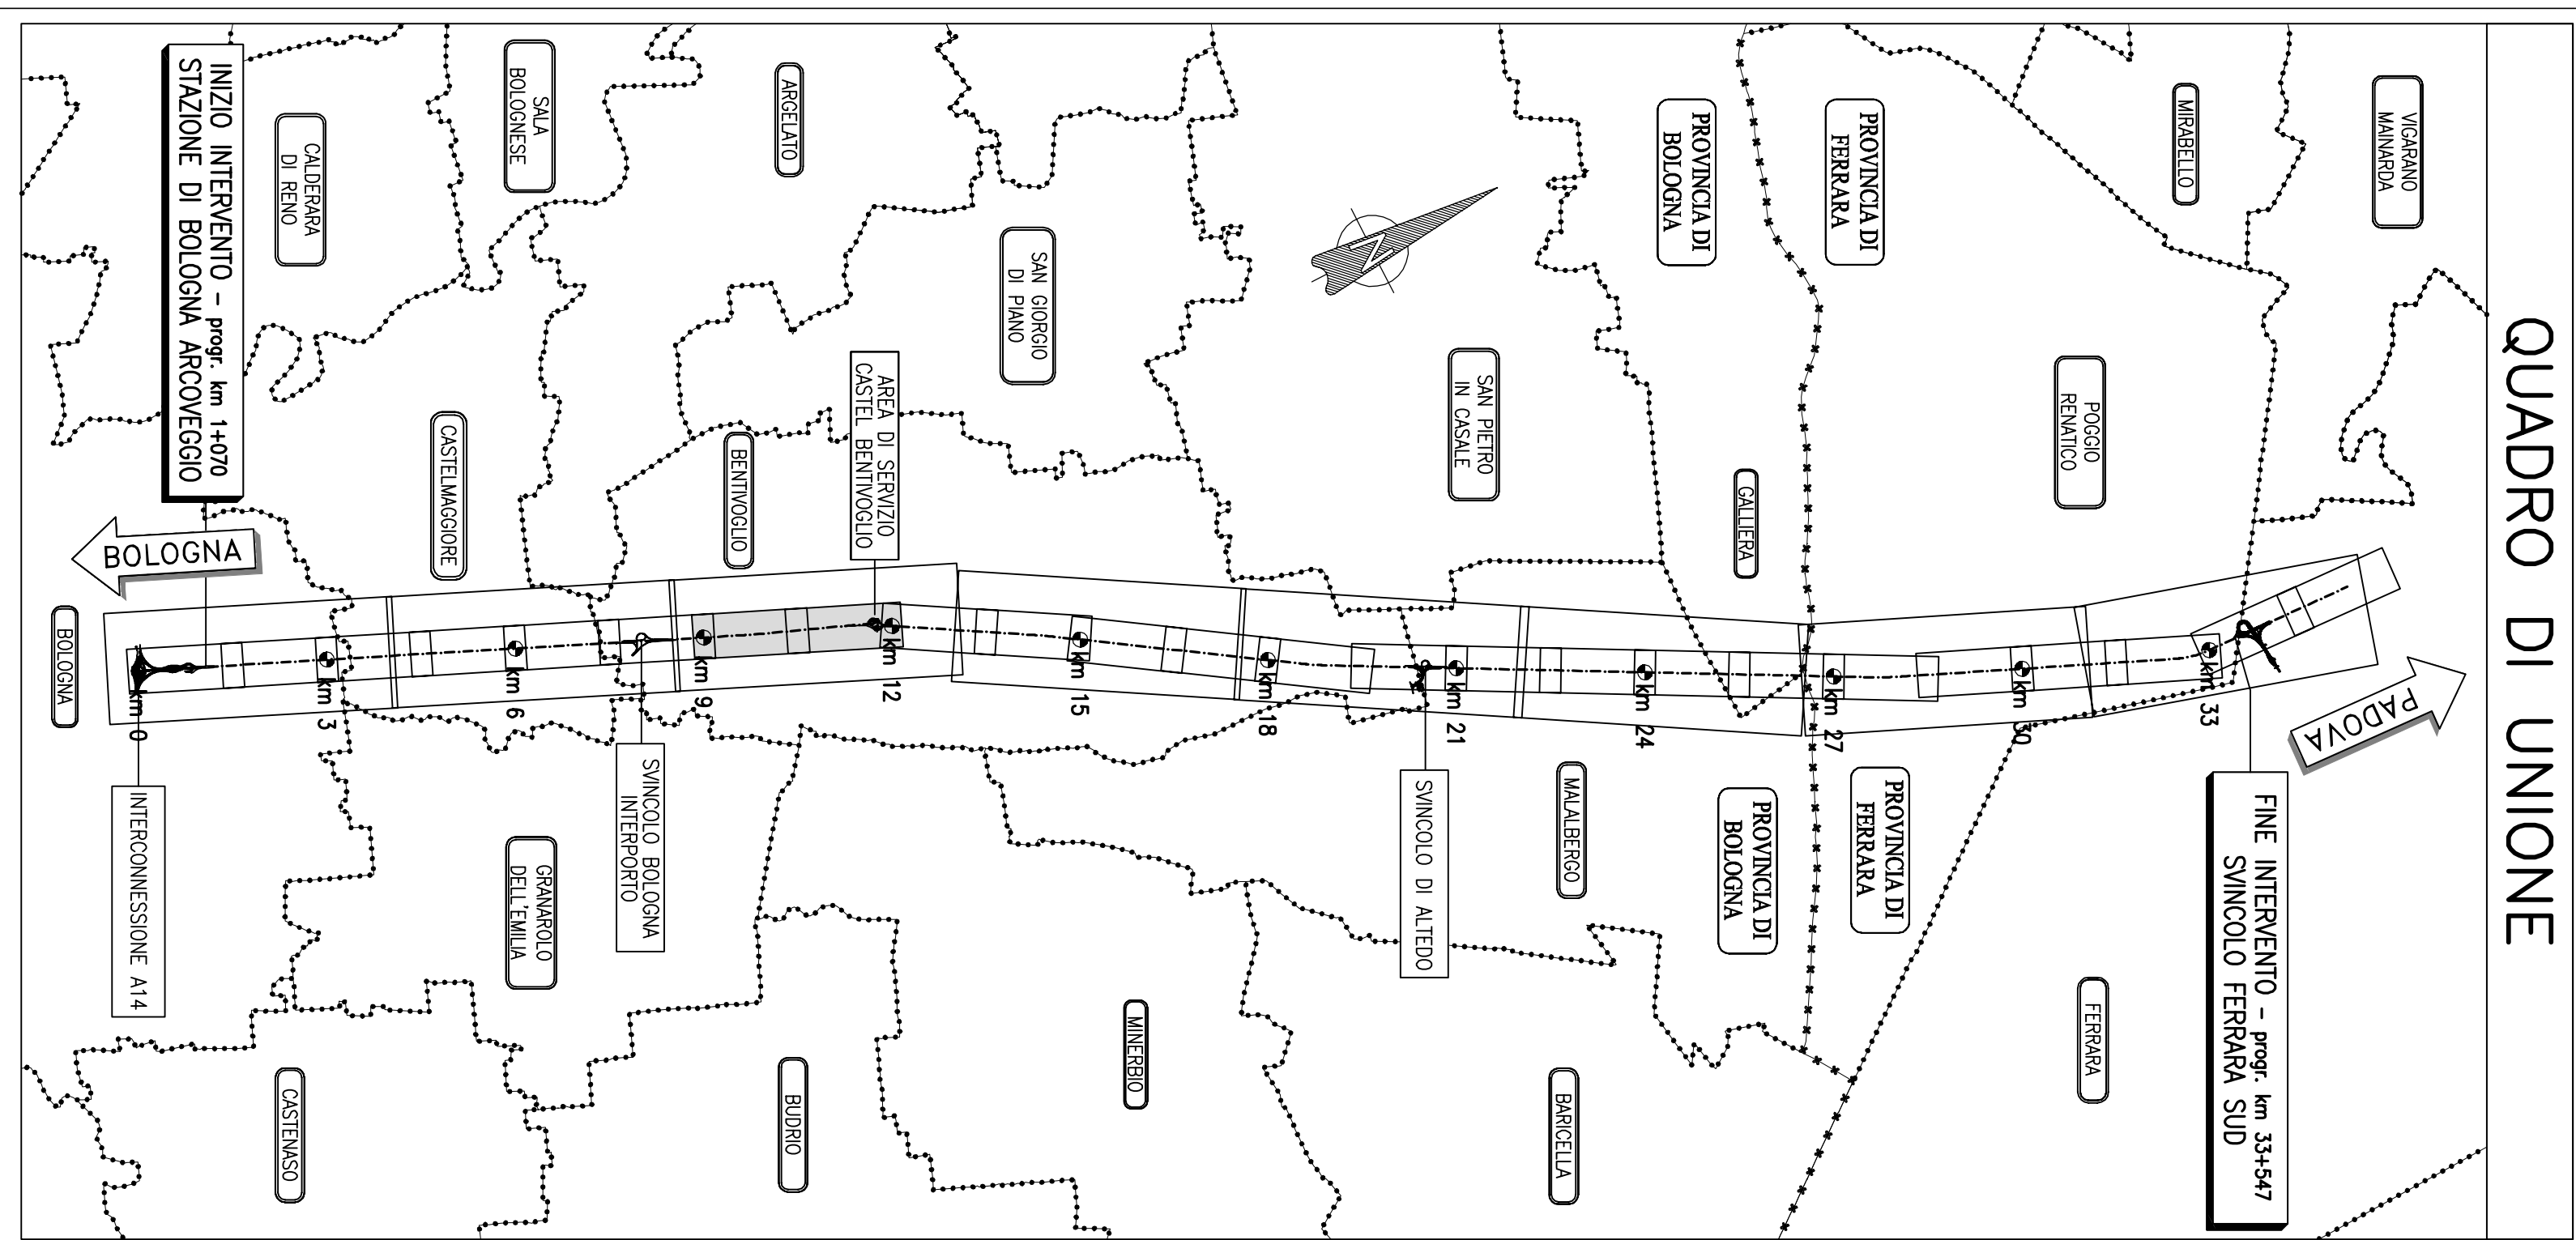 QUADRO DI UNIONE
VIGARANO
MAINARDA
MIRABELLO
POGGIO
RENATICO
PADOVA
FINE INTERVENTO - progr. km 33+547
SVINCOLO FERRARA SUD
FERRARA
PROVINCIA DI
FERRARA
PROVINCIA DI
BOLOGNA
GALLIERA
PROVINCIA DI
FERRARA
PROVINCIA DI
BOLOGNA
MALALBERGO
BARICELLA
SAN PIETRO
IN CASALE
SVINCOLO DI ALTEDO
N
SAN GIORGIO
DI PIANO
MINERBIO
ARGELATO
AREA DI SERVIZIO
CASTEL BENTIVOGLIO
BENTIVOGLIO
BUDRIO
SVINCOLO BOLOGNA
INTERPORTO
SALA
BOLOGNESE
CASTELMAGGIORE
GRANAROLO
DELL'EMILIA
CALDERARA
DI RENO
CASTENASO
INIZIO INTERVENTO - progr. km 1+070
STAZIONE DI BOLOGNA ARCOVEGGIO
BOLOGNA
BOLOGNA
INTERCONNESSIONE A14
km 0
km 3
km 6
km 9
km 12
km 15
km 18
km 21
km 24
km 27
km 30
km 33